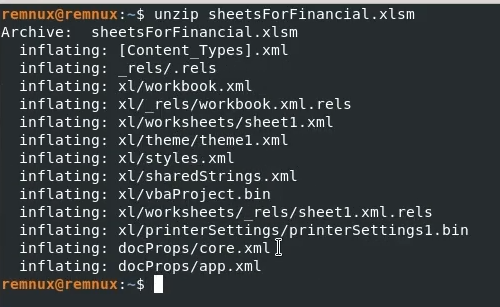 remnux@remnux:~$ unzip sheetsForFinancial.xlsm
Archive:  sheetsForFinancial.xlsm
  inflating: [Content_Types].xml
  inflating: _rels/.rels
  inflating: xl/workbook.xml
  inflating: xl/_rels/workbook.xml.rels
  inflating: xl/worksheets/sheet1.xml
  inflating: xl/theme/theme1.xml
  inflating: xl/styles.xml
  inflating: xl/sharedStrings.xml
  inflating: xl/vbaProject.bin
  inflating: xl/worksheets/_rels/sheet1.xml.rels
  inflating: xl/printerSettings/printerSettings1.bin
  inflating: docProps/core.xml
  inflating: docProps/app.xml
remnux@remnux:~$